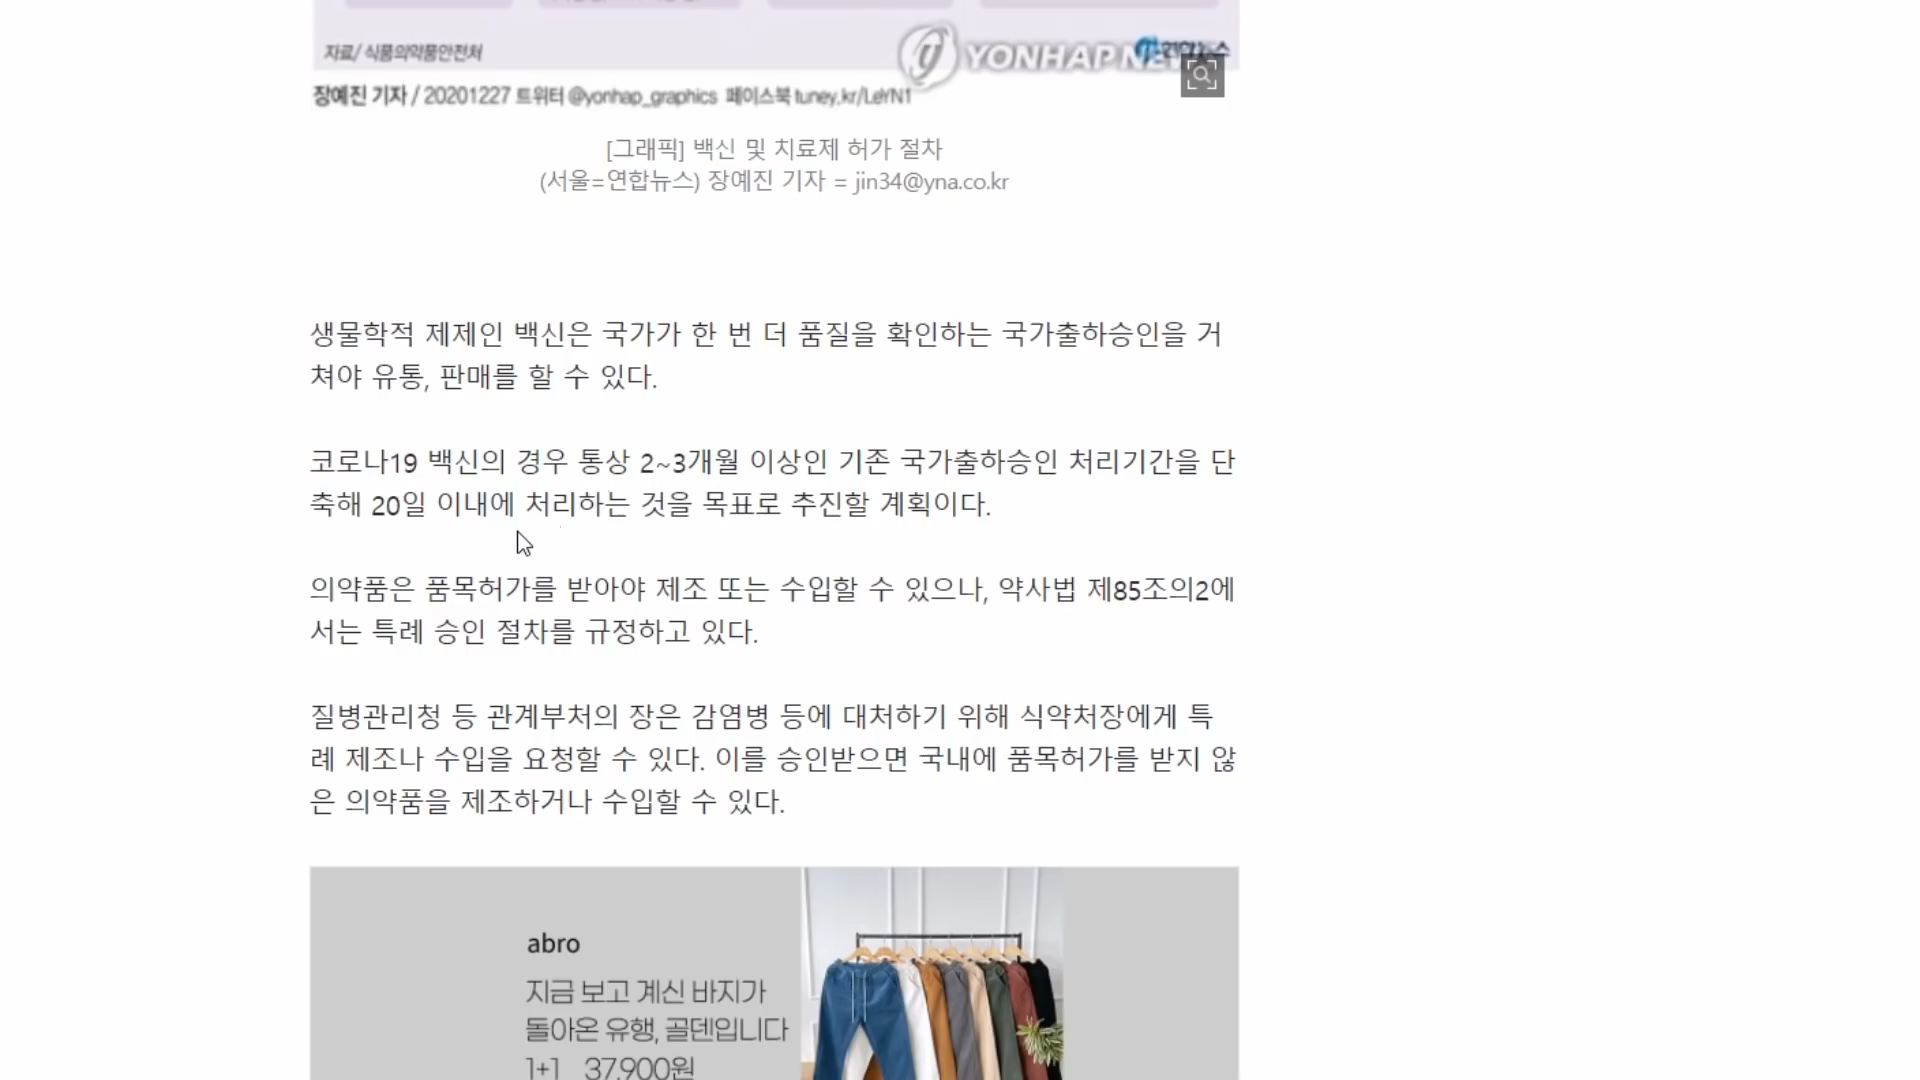 자료/ 식품의약품안전처
YONHAP NEWS
장예진 기자 / 20201227 트위터 @yonhap_graphics 페이스북 tuney.kr/LeYN1
[그래픽] 백신 및 치료제 허가 절차
(서울=연합뉴스) 장예진 기자 = jin34@yna.co.kr
생물학적 제제인 백신은 국가가 한 번 더 품질을 확인하는 국가출하승인을 거
쳐야 유통, 판매를 할 수 있다.
코로나19 백신의 경우 통상 2~3개월 이상인 기존 국가출하승인 처리기간을 단
축해 20일 이내에 처리하는 것을 목표로 추진할 계획이다.
의약품은 품목허가를 받아야 제조 또는 수입할 수 있으나, 약사법 제85조의2에
서는 특례 승인 절차를 규정하고 있다.
질병관리청 등 관계부처의 장은 감염병 등에 대처하기 위해 식약처장에게 특
례 제조나 수입을 요청할 수 있다. 이를 승인받으면 국내에 품목허가를 받지 않
은 의약품을 제조하거나 수입할 수 있다.
abro
지금 보고 계신 바지가
돌아온 유행, 골덴입니다
1+1 37,900원